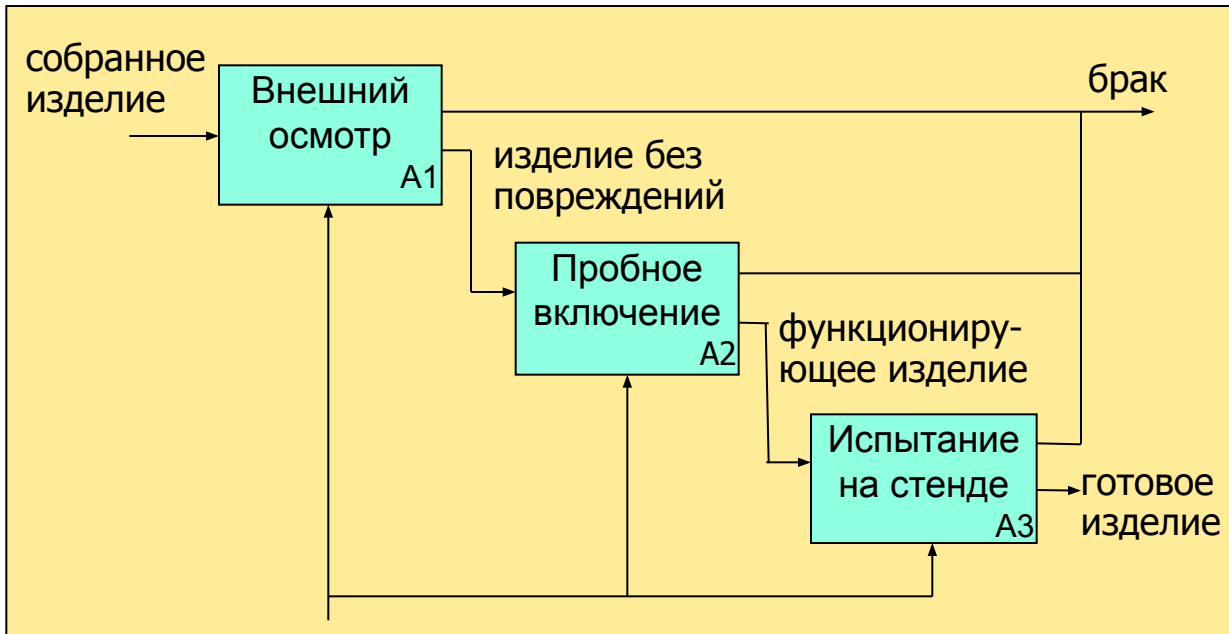 собранное
изделие
Внешний
осмотр
A1
брак
изделие без
повреждений
Пробное
включение
A2
функциониру-
ющее изделие
Испытание
на стенде
A3
готовое
изделие